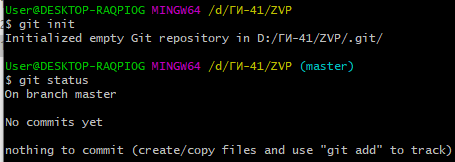 User@DESKTOP-RAQPIOG MINGW64 /d/ГИ-41/ZVP
$ git init
Initialized empty Git repository in D:/ГИ-41/ZVP/.git/
User@DESKTOP-RAQPIOG MINGW64 /d/ГИ-41/ZVP (master)
$ git status
On branch master
No commits yet
nothing to commit (create/copy files and use "git add" to track)